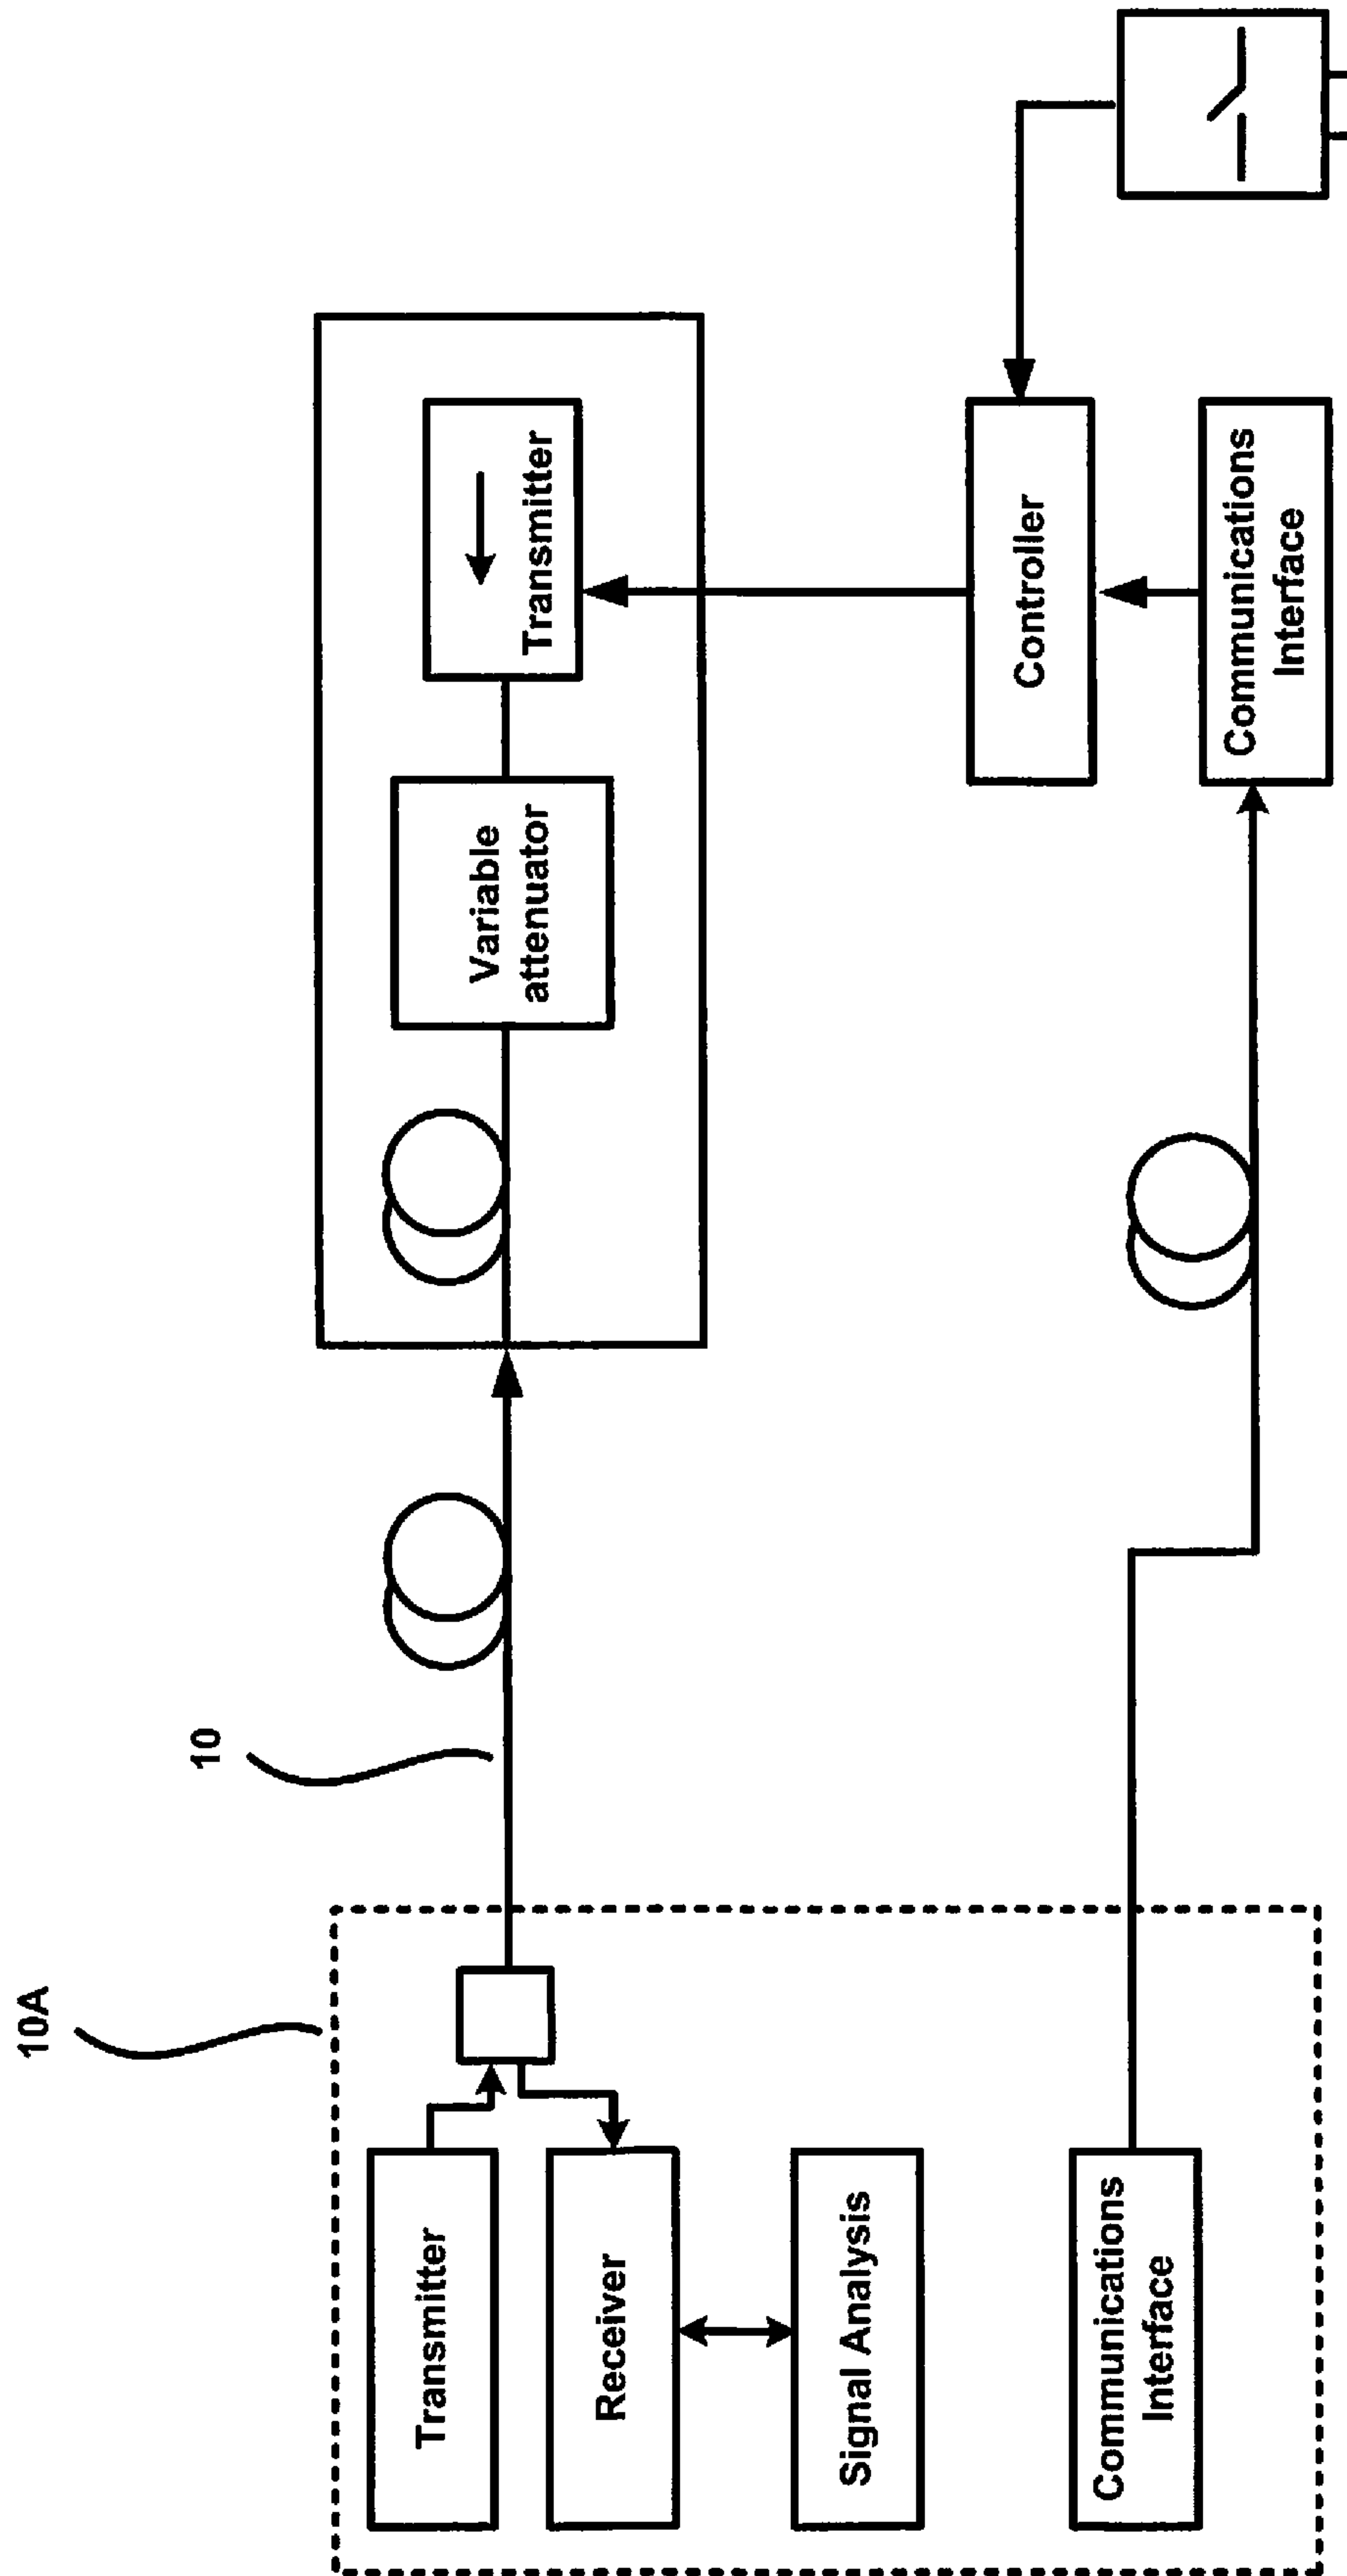 10A
10
Transmitter
Receiver
Signal Analysis
Communications
Interface
Variable
attenuator
Transmitter
Controller
Communications
Interface